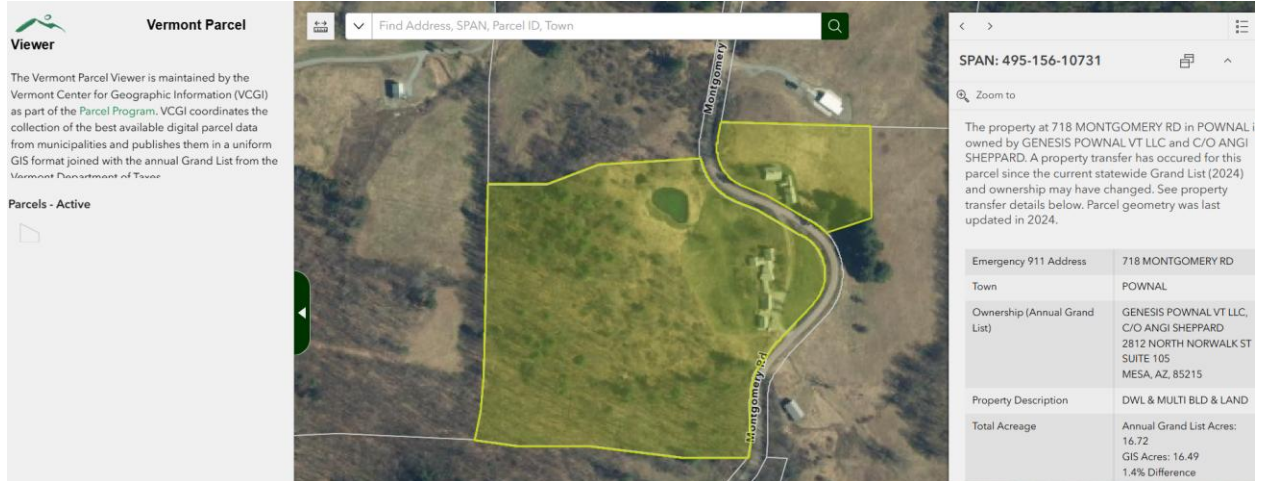 Vermont Parcel
Viewer
The Vermont Parcel Viewer is maintained by the
Vermont Center for Geographic Information (VCGI)
as part of the Parcel Program. VCGI coordinates the
collection of the best available digital parcel data
from municipalities and publishes them in a uniform
GIS format joined with the annual Grand List from the
Vermont Department of Taxes
Parcels - Active
Find Address, SPAN, Parcel ID, Town
Montgomery
Montgomery Rd
SPAN: 495-156-10731
Zoom to
The property at 718 MONTGOMERY RD in POWNAL i
owned by GENESIS POWNAL VT LLC and C/O ANGI
SHEPPARD. A property transfer has occured for this
parcel since the current statewide Grand List (2024)
and ownership may have changed. See property
transfer details below. Parcel geometry was last
updated in 2024.
Emergency 911 Address 718 MONTGOMERY RD
Town POWNAL
Ownership (Annual Grand GENESIS POWNAL VT LLC,
List) C/O ANGI SHEPPARD
2812 NORTH NORWALK ST
SUITE 105
MESA, AZ, 85215
Property Description DWL & MULTI BLD & LAND
Total Acreage Annual Grand List Acres:
16.72
GIS Acres: 16.49
1.4% Difference